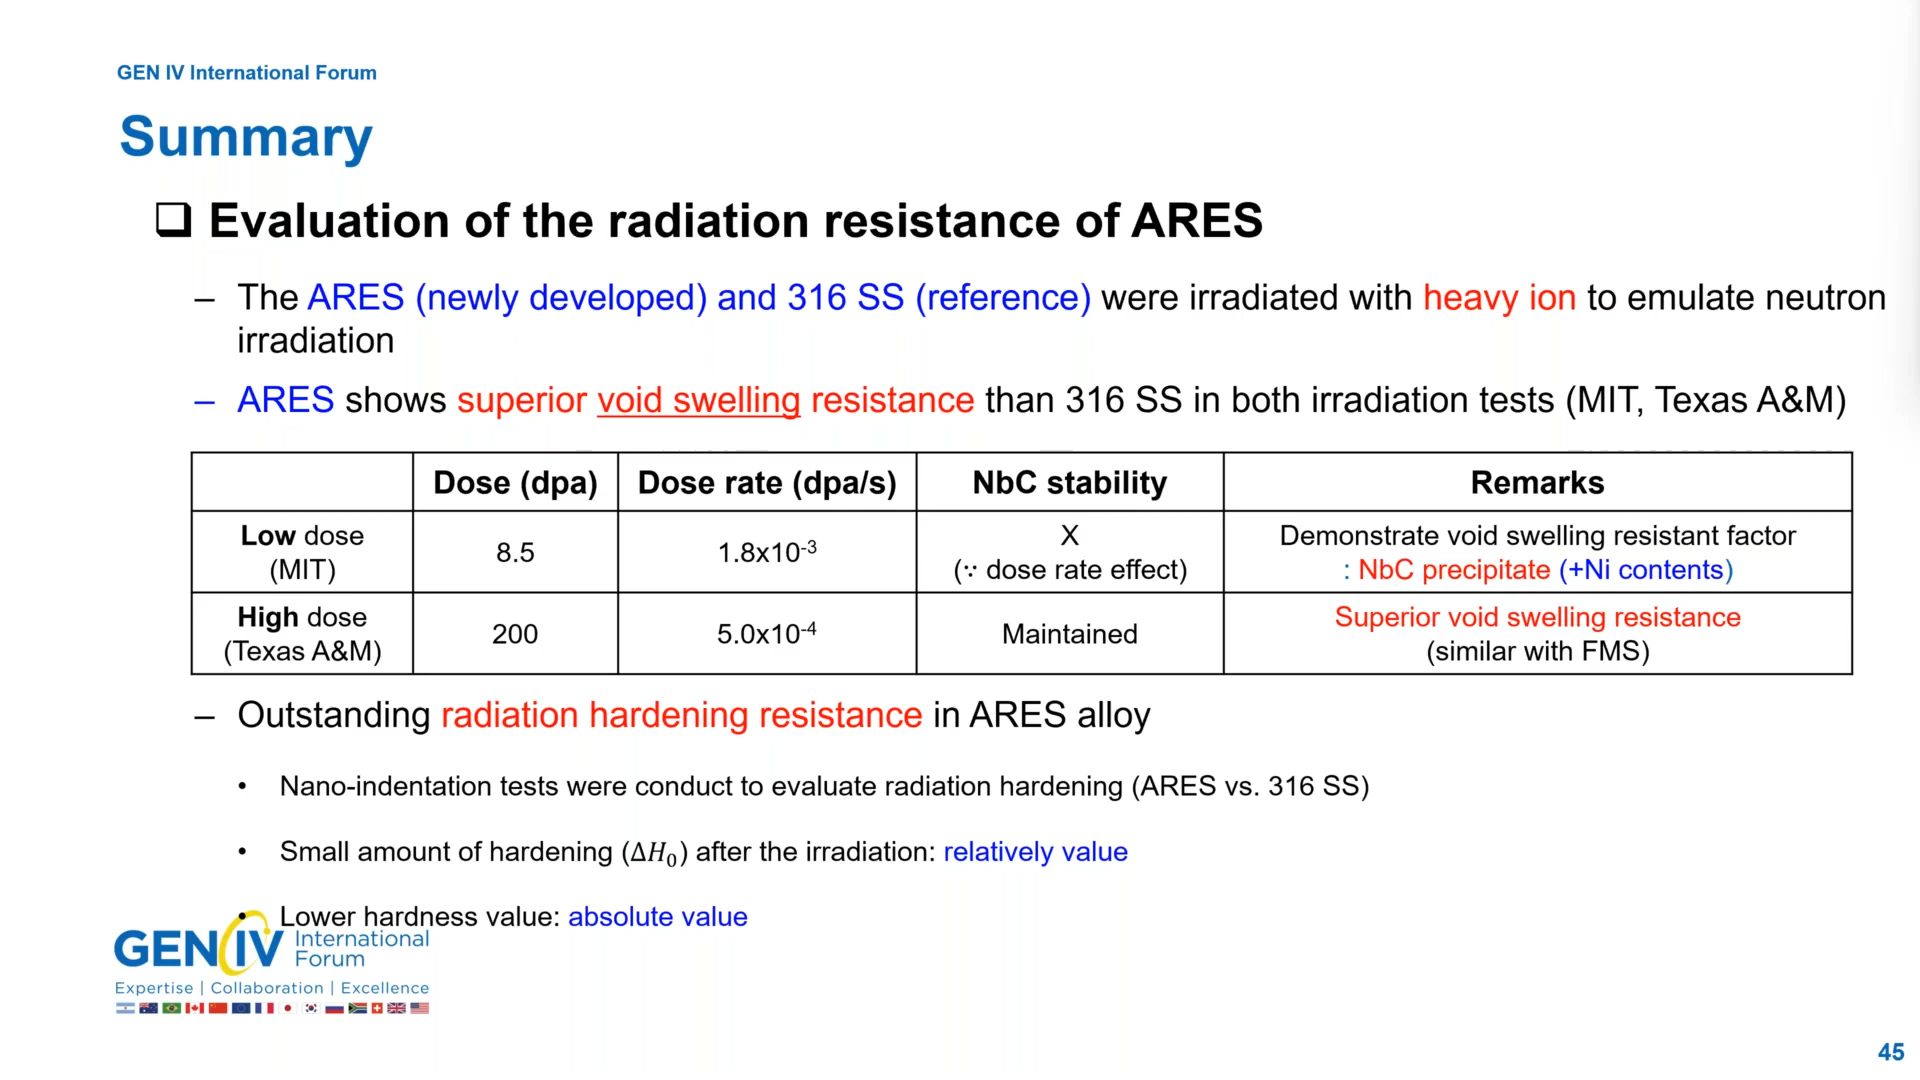 GEN IV International Forum
Summary
❑ Evaluation of the radiation resistance of ARES
– The ARES (newly developed) and 316 SS (reference) were irradiated with heavy ion to emulate neutron
irradiation
– ARES shows superior void swelling resistance than 316 SS in both irradiation tests (MIT, Texas A&M)
Dose (dpa) Dose rate (dpa/s) NbC stability Remarks
Low dose
(MIT)
8.5
1.8x10⁻³
X
(∵ dose rate effect)
Demonstrate void swelling resistant factor
: NbC precipitate (+Ni contents)
High dose
(Texas A&M)
200
5.0x10⁻⁴
Maintained
Superior void swelling resistance
(similar with FMS)
– Outstanding radiation hardening resistance in ARES alloy
• Nano-indentation tests were conduct to evaluate radiation hardening (ARES vs. 316 SS)
• Small amount of hardening (ΔH₀) after the irradiation: relatively value
• Lower hardness value: absolute value
GEN IV International
Forum
Expertise | Collaboration | Excellence
45